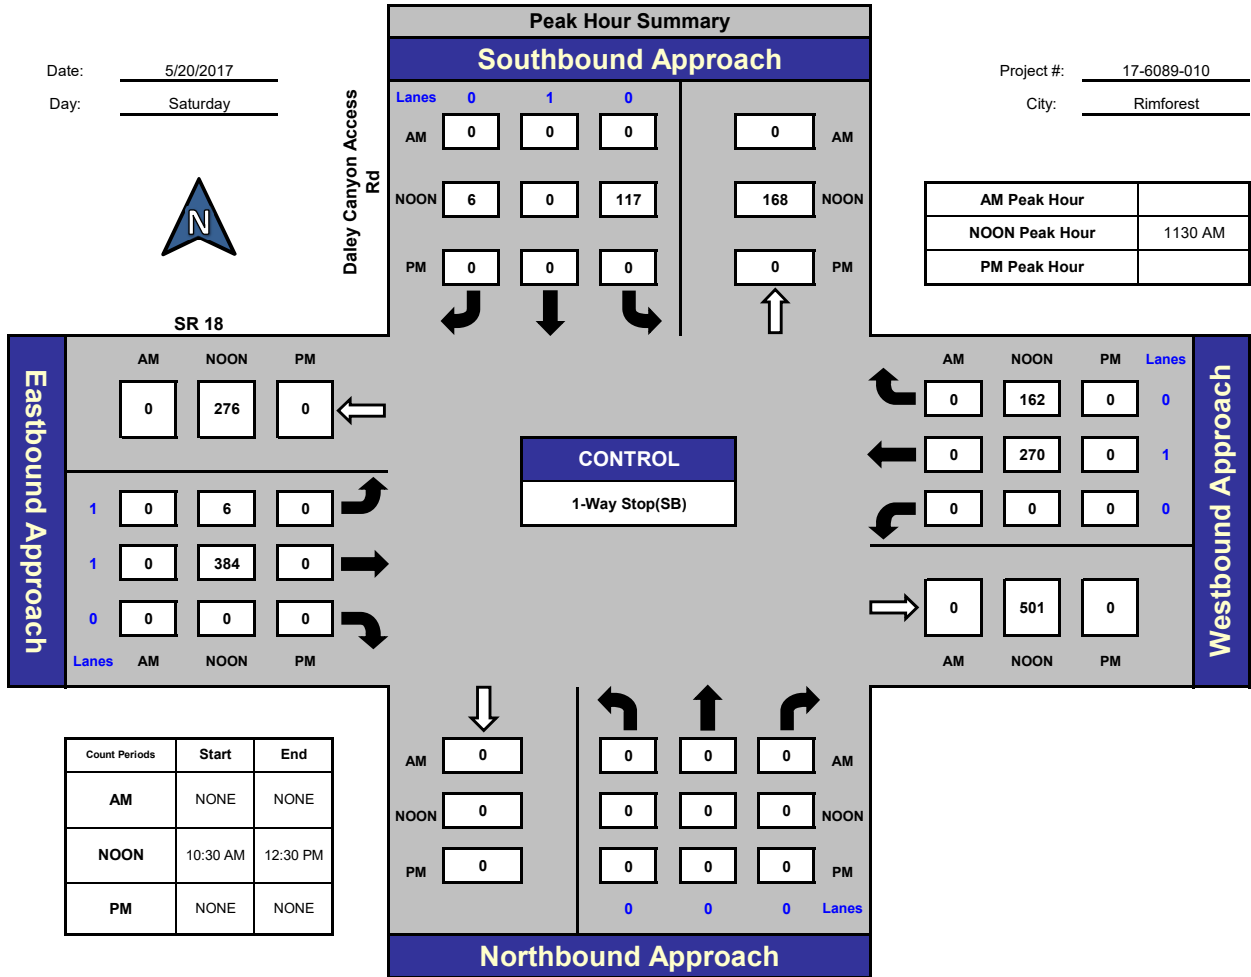 Peak Hour Summary
Southbound Approach
Date: 5/20/2017
Day: Saturday
Project #: 17-6089-010
City: Rimforest
N
Daley Canyon Access
Rd
Lanes 0 1 0
AM 0 0 0 0 AM
NOON 6 0 117 168 NOON
PM 0 0 0 0 PM
AM Peak Hour
NOON Peak Hour 1130 AM
PM Peak Hour
SR 18
Eastbound Approach
AM NOON PM
0 276 0
1 0 6 0
1 0 384 0
0 0 0 0
Lanes AM NOON PM
CONTROL
1-Way Stop(SB)
AM NOON PM Lanes
0 162 0 0
0 270 0 1
0 0 0 0
0 501 0
AM NOON PM
Westbound Approach
Count Periods Start End
AM NONE NONE
NOON 10:30 AM 12:30 PM
PM NONE NONE
AM 0 0 0 0 AM
NOON 0 0 0 0 NOON
PM 0 0 0 0 PM
0 0 0 Lanes
Northbound Approach